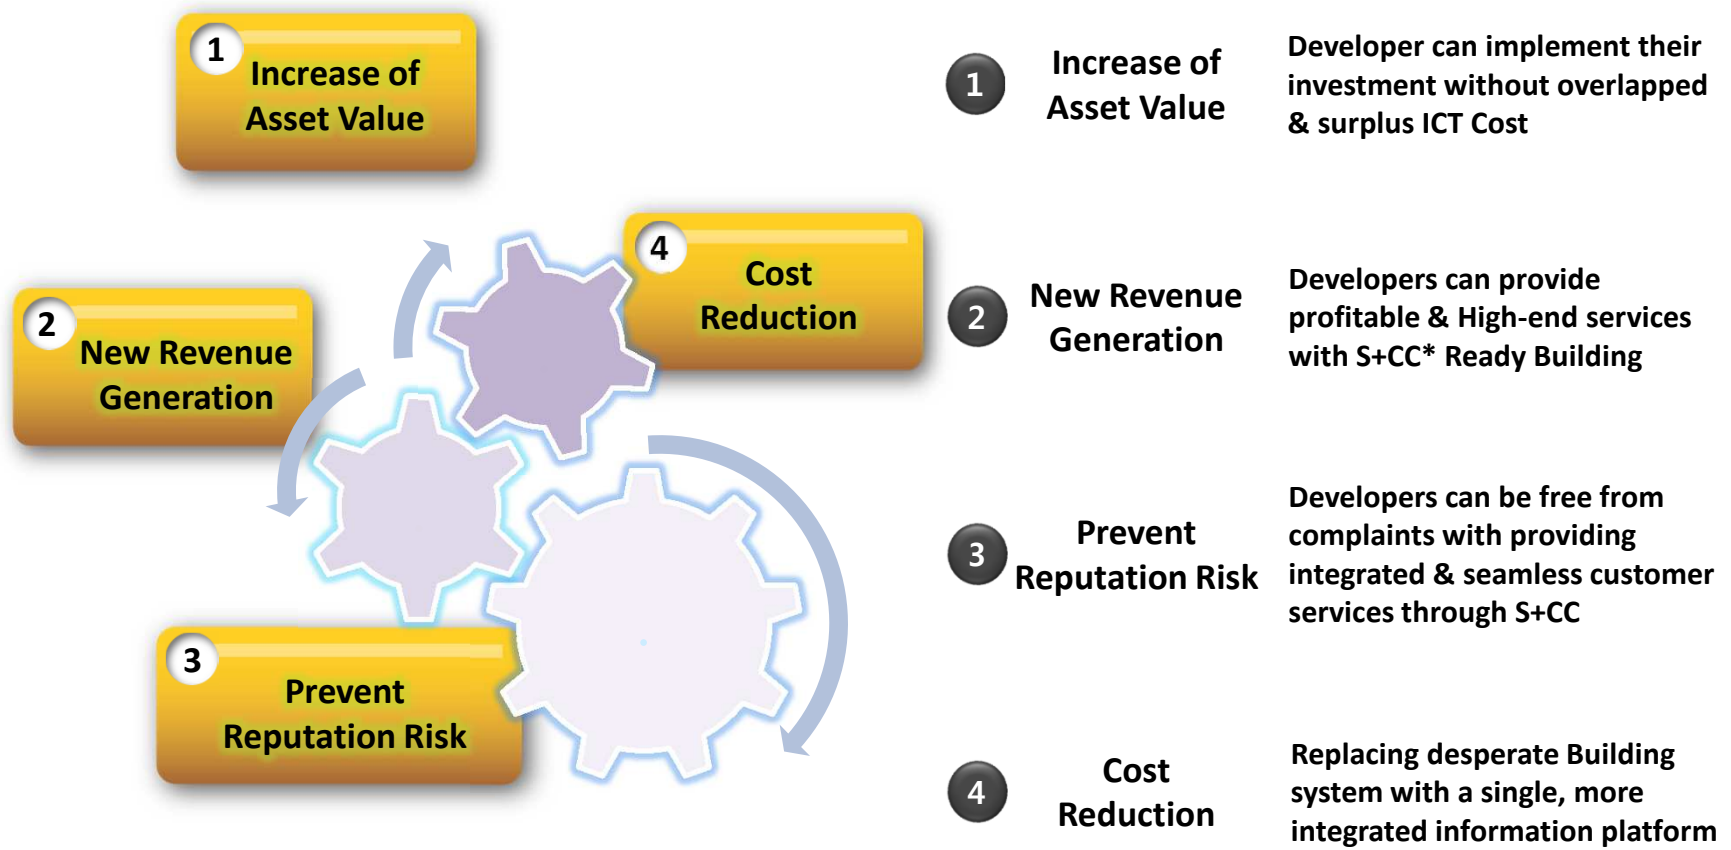 1
Increase of
Asset Value
4
Cost
Reduction
2
New Revenue
Generation
3
Prevent
Reputation Risk
1
Increase of
Asset Value
Developer can implement their
investment without overlapped
& surplus ICT Cost
2
New Revenue
Generation
Developers can provide
profitable & High-end services
with S+CC* Ready Building
3
Prevent
Reputation Risk
Developers can be free from
complaints with providing
integrated & seamless customer
services through S+CC
4
Cost
Reduction
Replacing desperate Building
system with a single, more
integrated information platform